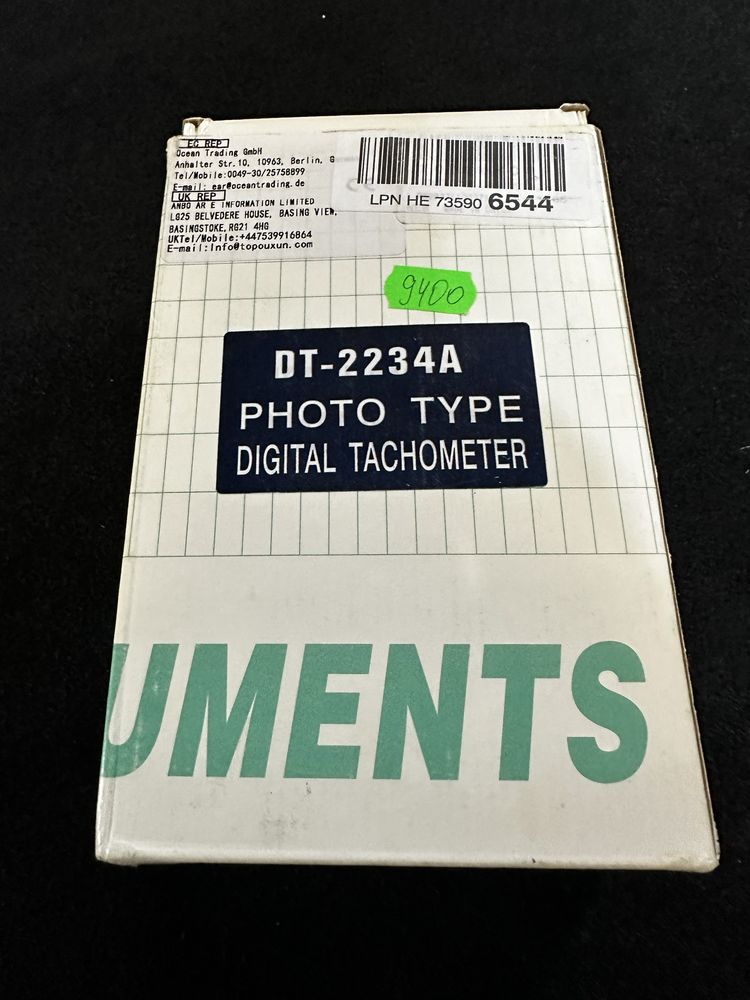 EC REP
Ocean Trading GmbH
Anhalter Str.10, 10963, Berlin. G
Tel/Mobile:0049-30/25758899
E-mail: ear@oceantrading.de
UK REP
ANBO AR E INFORMATION LIMITED
LG25 BELVEDERE HOUSE, BASING VIEW,
BASINGSTOKE,RG21 4HG
UKTel/Mobile:+447539916864
E-mail:Info@topouxun.com
LPN HE 73590 6544
9400
DT-2234A
PHOTO TYPE
DIGITAL TACHOMETER
UMENTS